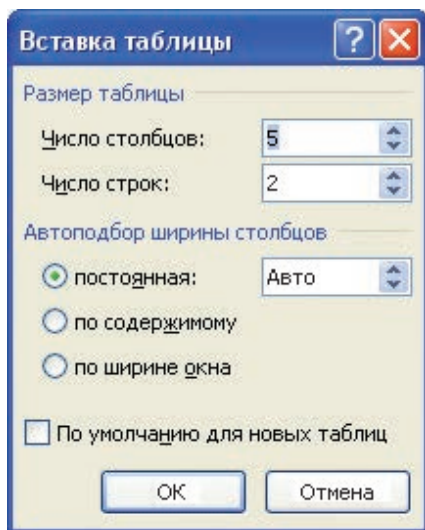 Вставка таблицы
Размер таблицы
Число столбцов: 5
Число строк: 2
Автоподбор ширины столбцов
постоянная: Авто
по содержимому
по ширине окна
По умолчанию для новых таблиц
ОК Отмена